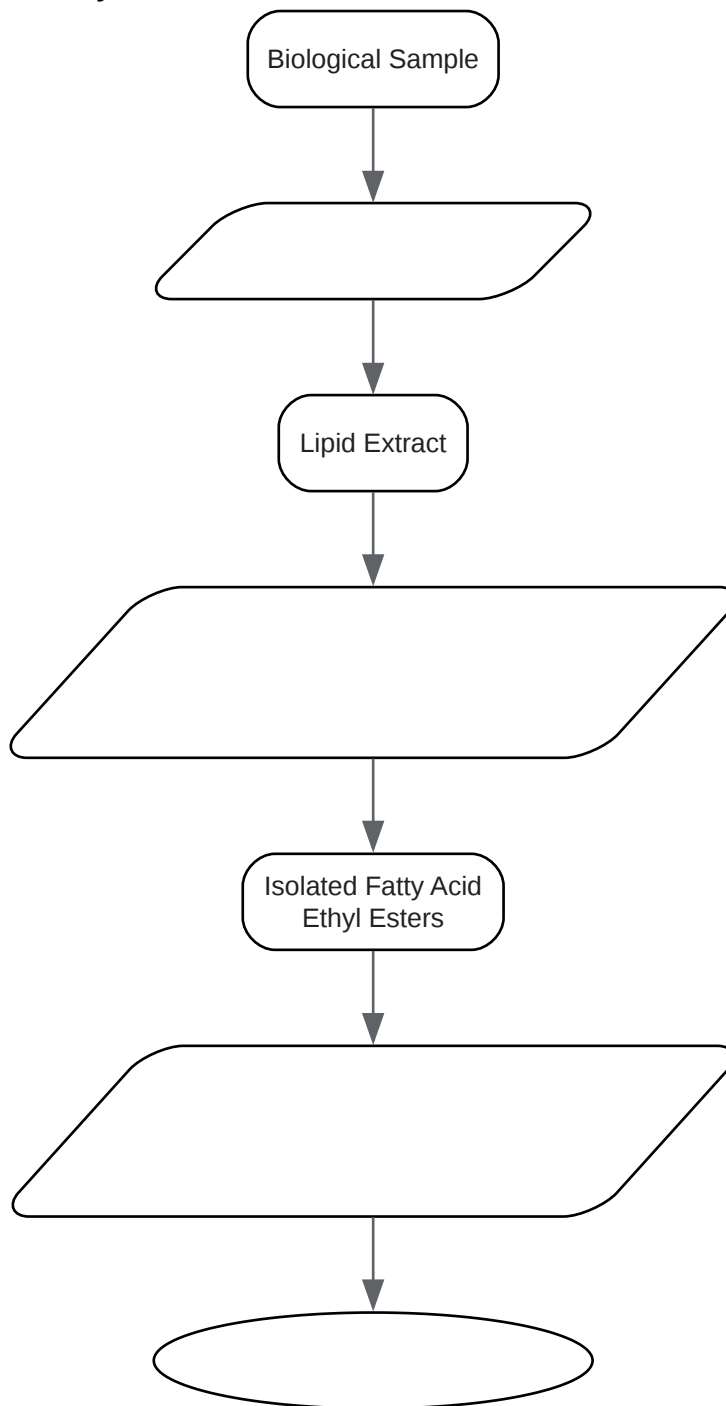 Biological Sample
Lipid Extract
Isolated Fatty Acid
Ethyl Esters